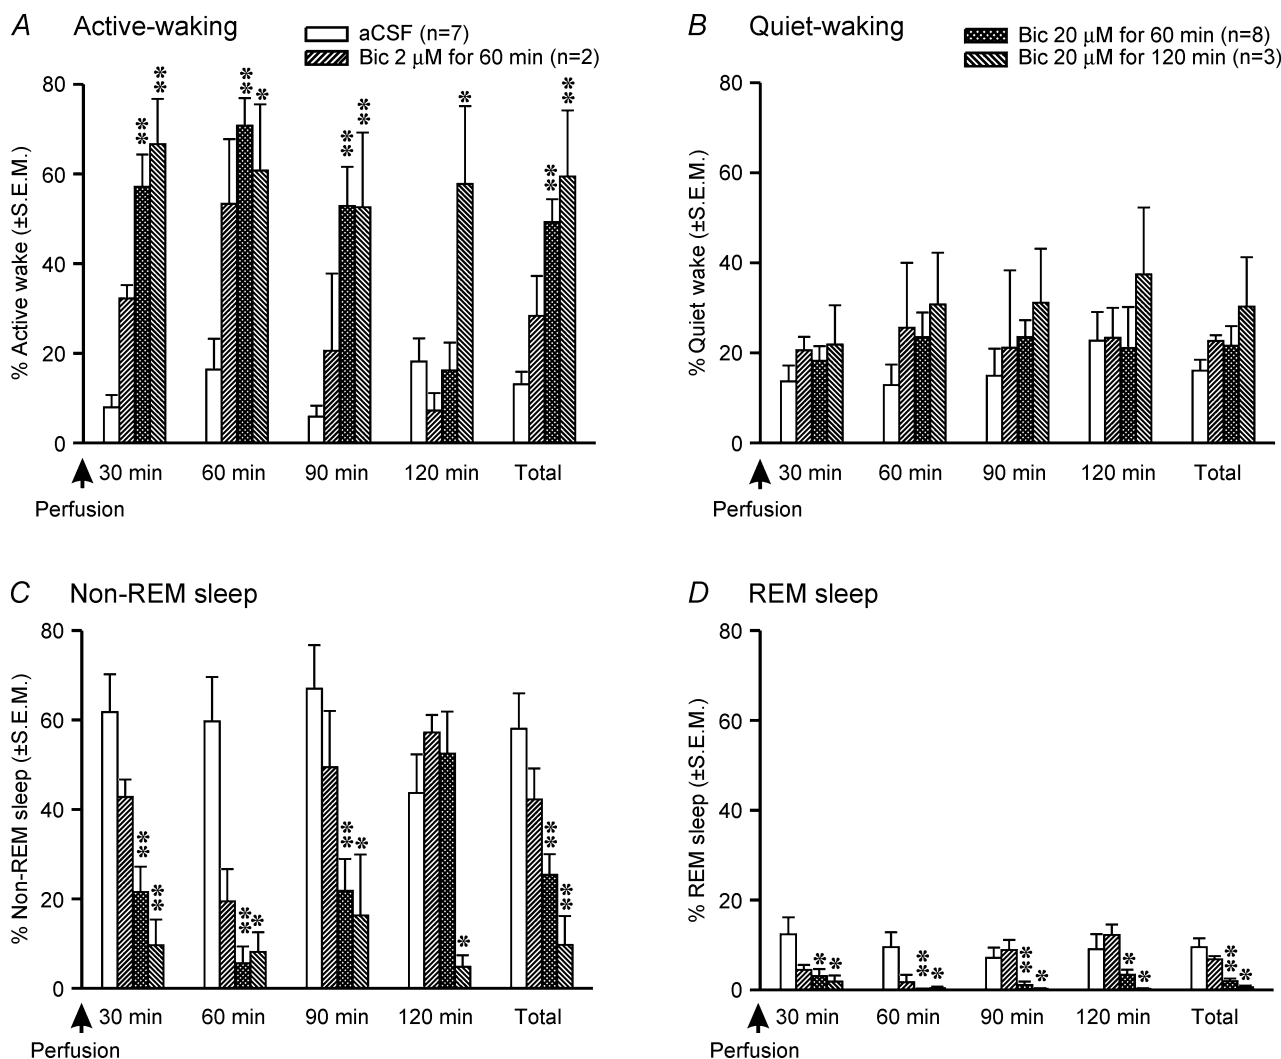 A Active-waking
aCSF (n=7)
Bic 2 μM for 60 min (n=2)
% Active wake (±S.E.M.)
80
60
40
20
0
** ** ** * ** ** * ** **
30 min 60 min 90 min 120 min Total
Perfusion
B Quiet-waking
Bic 20 μM for 60 min (n=8)
Bic 20 μM for 120 min (n=3)
% Quiet wake (±S.E.M.)
80
60
40
20
0
30 min 60 min 90 min 120 min Total
Perfusion
C Non-REM sleep
% Non-REM sleep (±S.E.M.)
80
60
40
20
0
** ** ** * ** * * ** **
30 min 60 min 90 min 120 min Total
Perfusion
D REM sleep
% REM sleep (±S.E.M.)
80
60
40
20
0
* * ** * ** * * * ** *
30 min 60 min 90 min 120 min Total
Perfusion